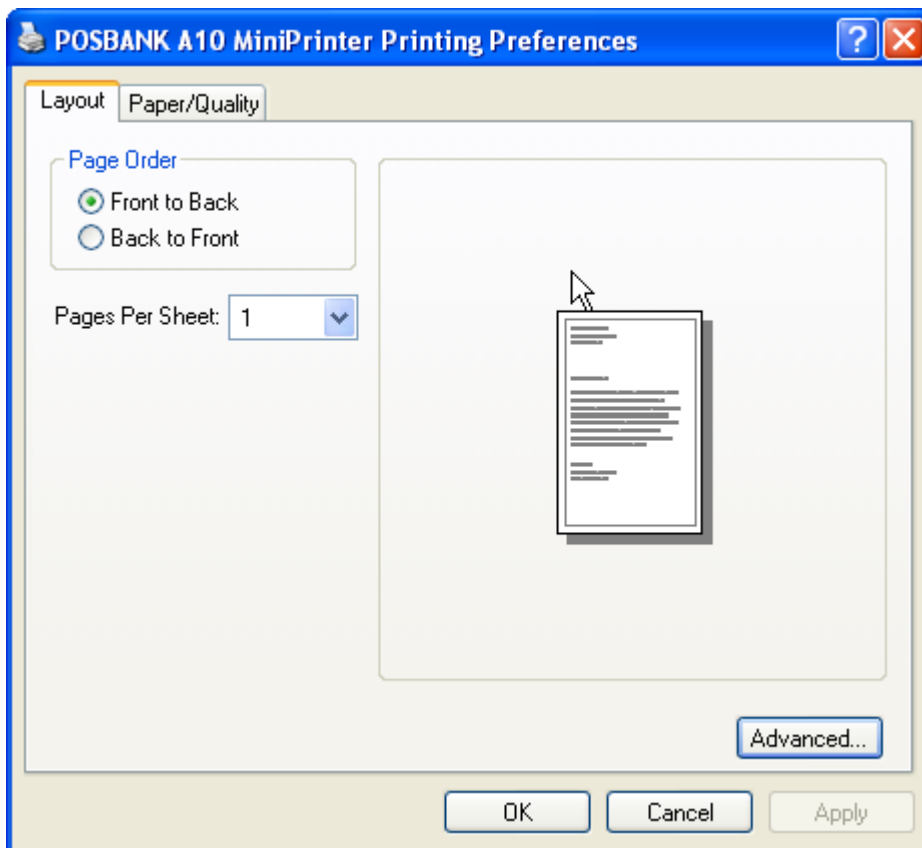 POSBANK A10 MiniPrinter Printing Preferences
?
Layout Paper/Quality
Page Order
Front to Back
Back to Front
Pages Per Sheet: 1
Advanced...
OK Cancel Apply